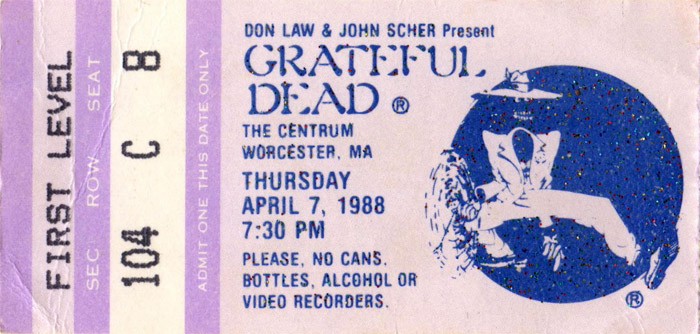 FIRST LEVEL
SEC ROW SEAT
104 C 8
ADMIT ONE THIS DATE ONLY
DON LAW & JOHN SCHER Present
GRATEFUL
DEAD ®
THE CENTRUM
WORCESTER, MA
THURSDAY
APRIL 7, 1988
7:30 PM
PLEASE, NO CANS,
BOTTLES, ALCOHOL OR
VIDEO RECORDERS.
®